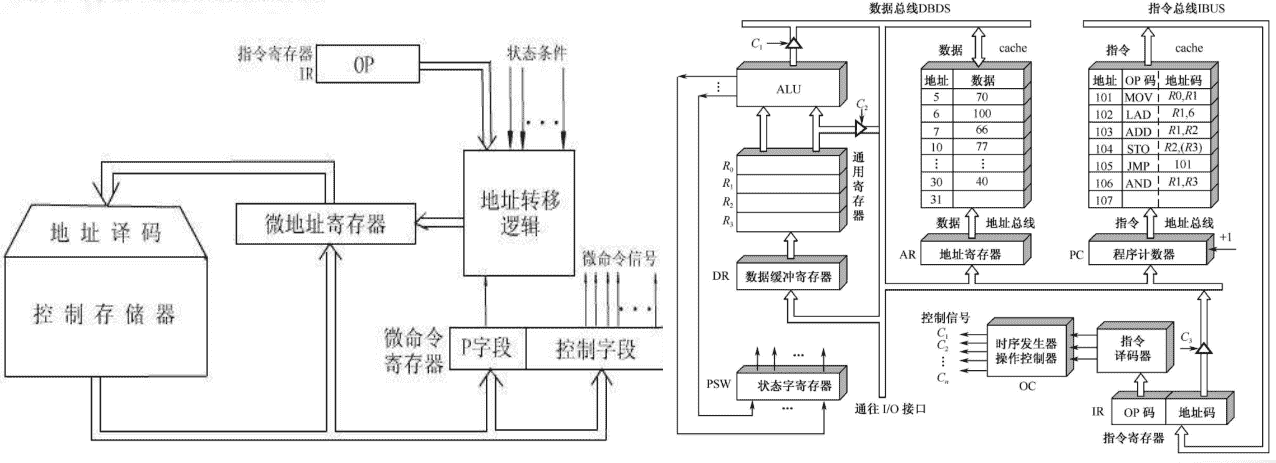 指令寄存器
IR
OP
状态条件
...
地址转移
逻辑
微地址寄存器
地址译码
控制存储器
微命令信号
...
微命令
寄存器
P字段
控制字段
数据总线DBDS
指令总线IBUS
C1
数据
cache
指令
cache
ALU
C2
地址 数据
5 70
6 100
7 66
10 77
⋮ ⋮
30 40
31
地址 OP码 地址码
101 MOV R0,R1
102 LAD R1,6
103 ADD R1,R2
104 STO R2,(R3)
105 JMP 101
106 AND R1,R3
107
R0
R1
R2
R3
通用寄存器
数据
地址总线
指令
地址总线
AR
地址寄存器
PC
程序计数器
+1
DR
数据缓冲寄存器
控制信号
C1
C2
⋮
Cn
时序发生器
操作控制器
OC
指令
译码器
C3
PSW
状态字寄存器
...
...
通往 I/O 接口
IR
OP码
地址码
指令寄存器